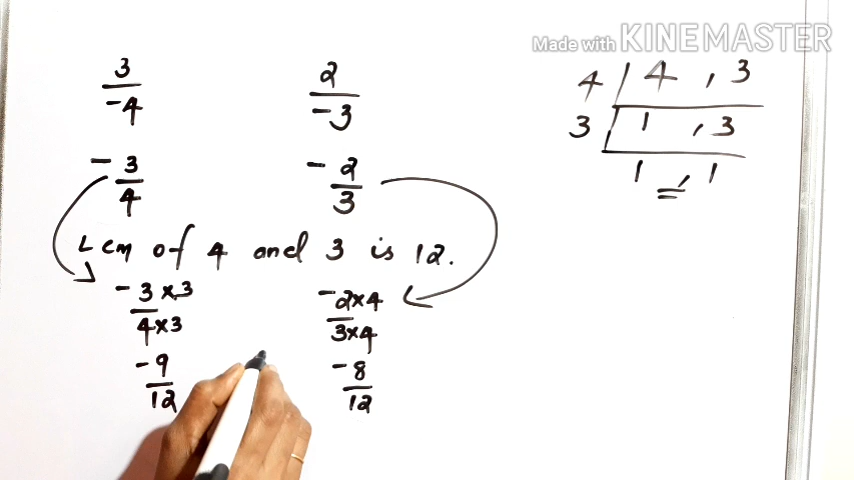 Made with KINEMASTER
3/-4 2/-3
-3/4 -2/3
4 | 4, 3
3 | 1, 3
1, 1
LCM of 4 and 3 is 12.
-3×3/4×3 -2×4/3×4
-9/12 -8/12